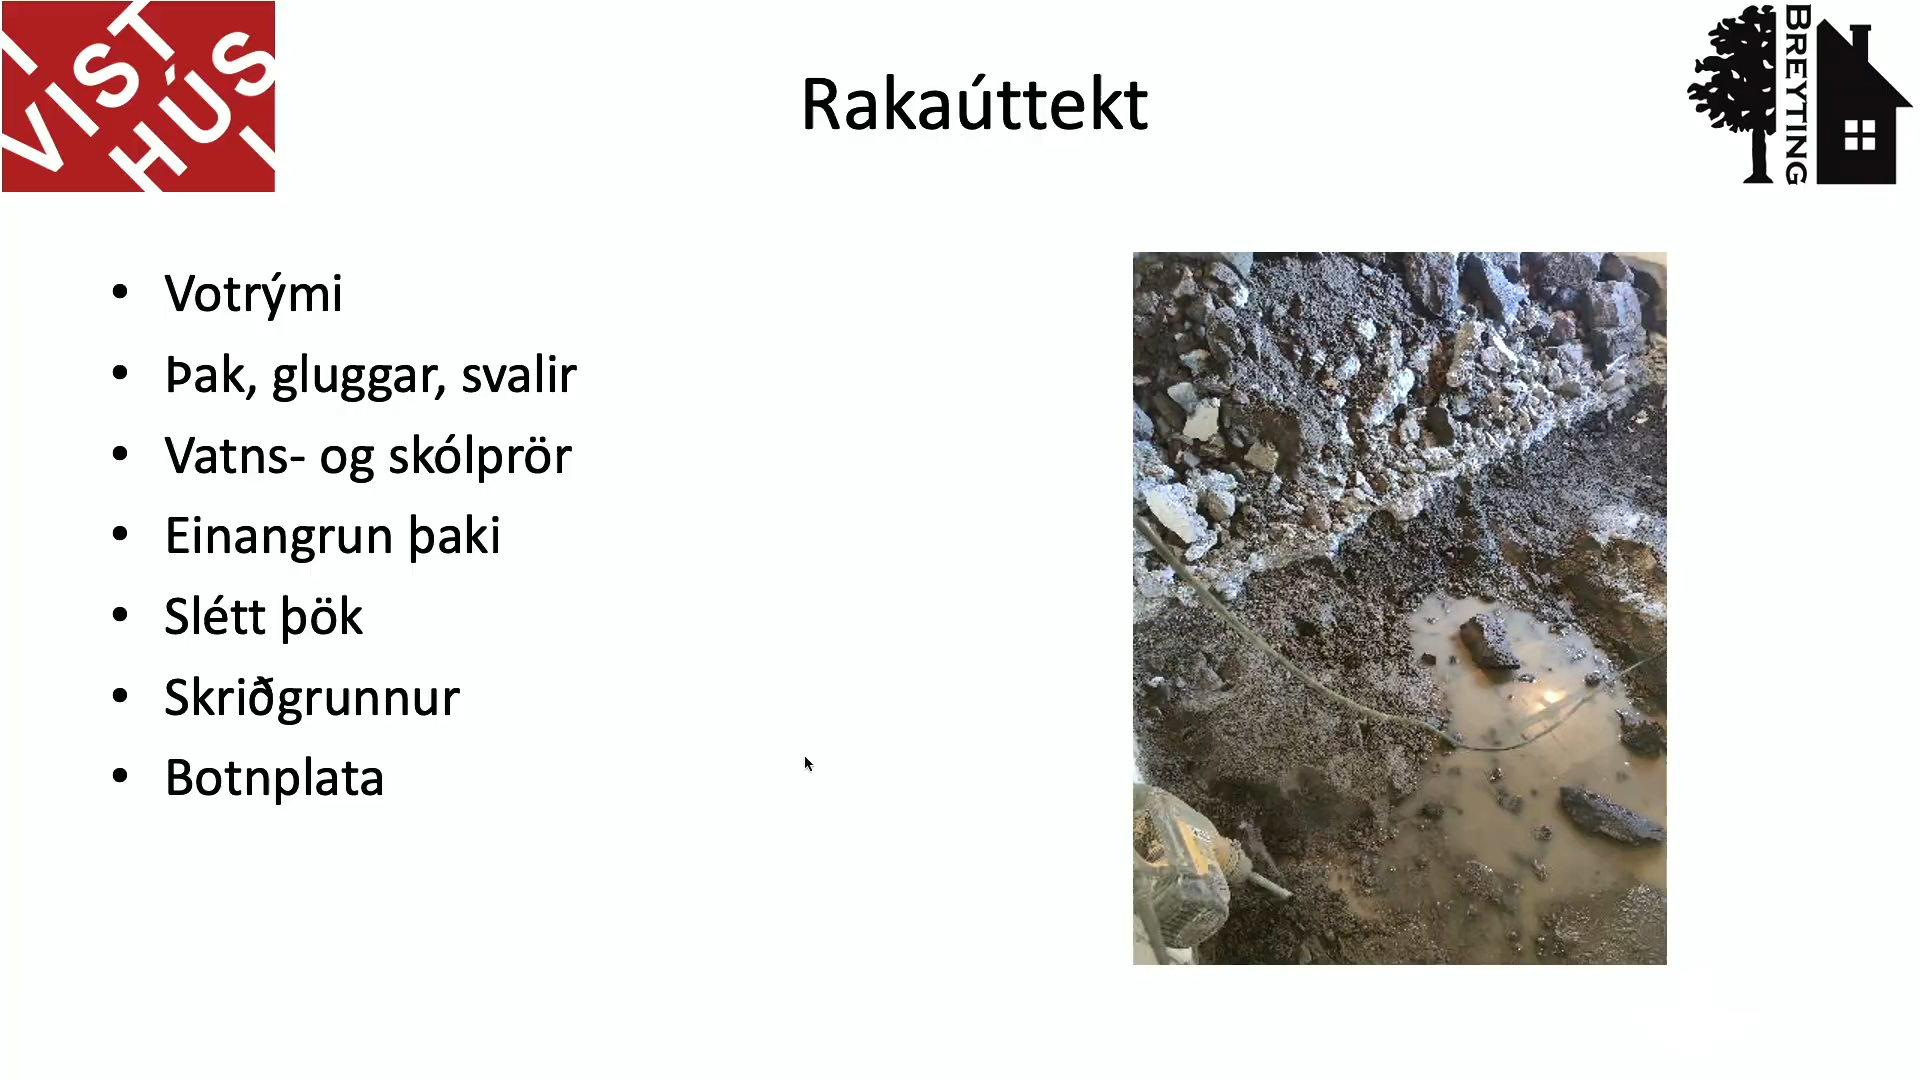 VIST
HÚS
Rakaúttekt
BREYTING
• Votrými
• Þak, gluggar, svalir
• Vatns- og skólprör
• Einangrun þaki
• Slétt þök
• Skriðgrunnur
• Botnplata